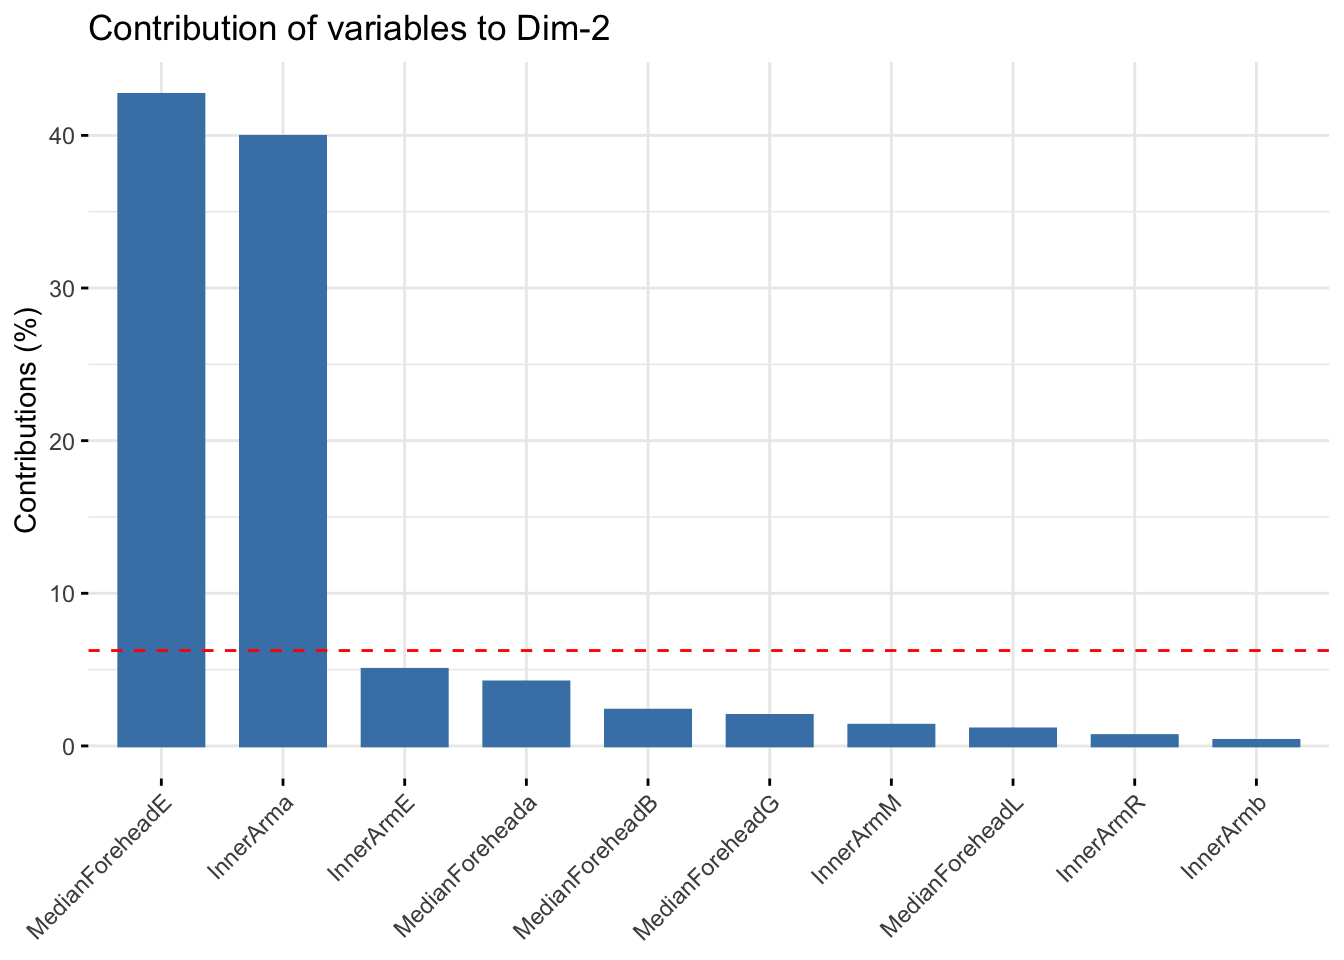 Contribution of variables to Dim-2
Contributions (%)
40
30
20
10
0
MedianForeheadE
InnerArma
InnerArmE
MedianForeheada
MedianForeheadB
MedianForeheadG
InnerArmM
MedianForeheadL
InnerArmR
InnerArmb